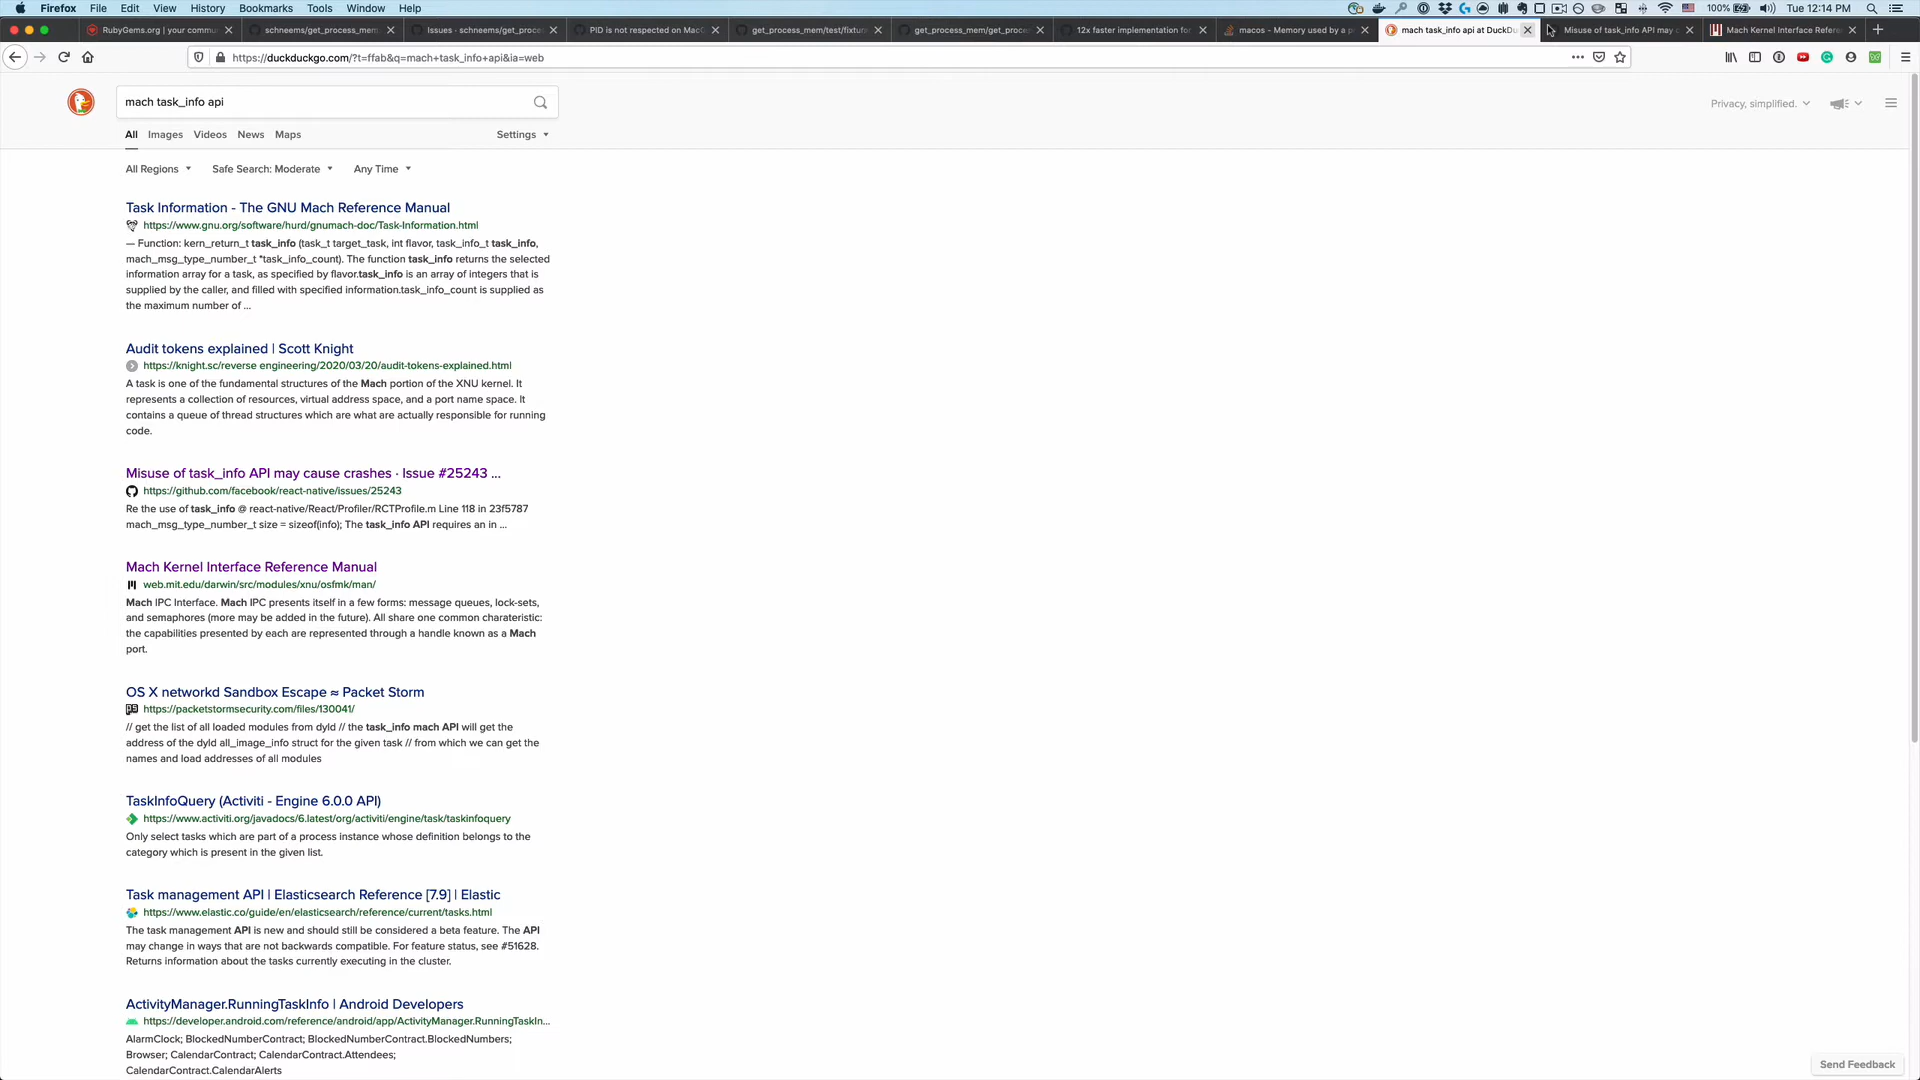 Firefox File Edit View History Bookmarks Tools Window Help 100% Tue 12:14 PM
RubyGems.org | your commu
schneems/get_process_mem
Issues · schneems/get_proce
PID is not respected on MacO
get_process_mem/test/fixture
get_process_mem/get_proce
12x faster implementation for
macos - Memory used by a p
mach task_info api at DuckDu
Misuse of task_info API may c
Mach Kernel Interface Refere
https://duckduckgo.com/?t=ffab&q=mach+task_info+api&ia=web
mach task_info api
Privacy, simplified.
All Images Videos News Maps Settings
All Regions Safe Search: Moderate Any Time
Task Information - The GNU Mach Reference Manual
https://www.gnu.org/software/hurd/gnumach-doc/Task-Information.html
— Function: kern_return_t task_info (task_t target_task, int flavor, task_info_t task_info,
mach_msg_type_number_t *task_info_count). The function task_info returns the selected
information array for a task, as specified by flavor.task_info is an array of integers that is
supplied by the caller, and filled with specified information.task_info_count is supplied as
the maximum number of ...
Audit tokens explained | Scott Knight
https://knight.sc/reverse engineering/2020/03/20/audit-tokens-explained.html
A task is one of the fundamental structures of the Mach portion of the XNU kernel. It
represents a collection of resources, virtual address space, and a port name space. It
contains a queue of thread structures which are what are actually responsible for running
code.
Misuse of task_info API may cause crashes · Issue #25243 ...
https://github.com/facebook/react-native/issues/25243
Re the use of task_info @ react-native/React/Profiler/RCTProfile.m Line 118 in 23f5787
mach_msg_type_number_t size = sizeof(info); The task_info API requires an in ...
Mach Kernel Interface Reference Manual
web.mit.edu/darwin/src/modules/xnu/osfmk/man/
Mach IPC Interface. Mach IPC presents itself in a few forms: message queues, lock-sets,
and semaphores (more may be added in the future). All share one common charateristic:
the capabilities presented by each are represented through a handle known as a Mach
port.
OS X networkd Sandbox Escape ≈ Packet Storm
https://packetstormsecurity.com/files/130041/
// get the list of all loaded modules from dyld // the task_info mach API will get the
address of the dyld all_image_info struct for the given task // from which we can get the
names and load addresses of all modules
TaskInfoQuery (Activiti - Engine 6.0.0 API)
https://www.activiti.org/javadocs/6.latest/org/activiti/engine/task/taskinfoquery
Only select tasks which are part of a process instance whose definition belongs to the
category which is present in the given list.
Task management API | Elasticsearch Reference [7.9] | Elastic
https://www.elastic.co/guide/en/elasticsearch/reference/current/tasks.html
The task management API is new and should still be considered a beta feature. The API
may change in ways that are not backwards compatible. For feature status, see #51628.
Returns information about the tasks currently executing in the cluster.
ActivityManager.RunningTaskInfo | Android Developers
https://developer.android.com/reference/android/app/ActivityManager.RunningTaskIn...
AlarmClock; BlockedNumberContract; BlockedNumberContract.BlockedNumbers;
Browser; CalendarContract; CalendarContract.Attendees;
CalendarContract.CalendarAlerts
Send Feedback